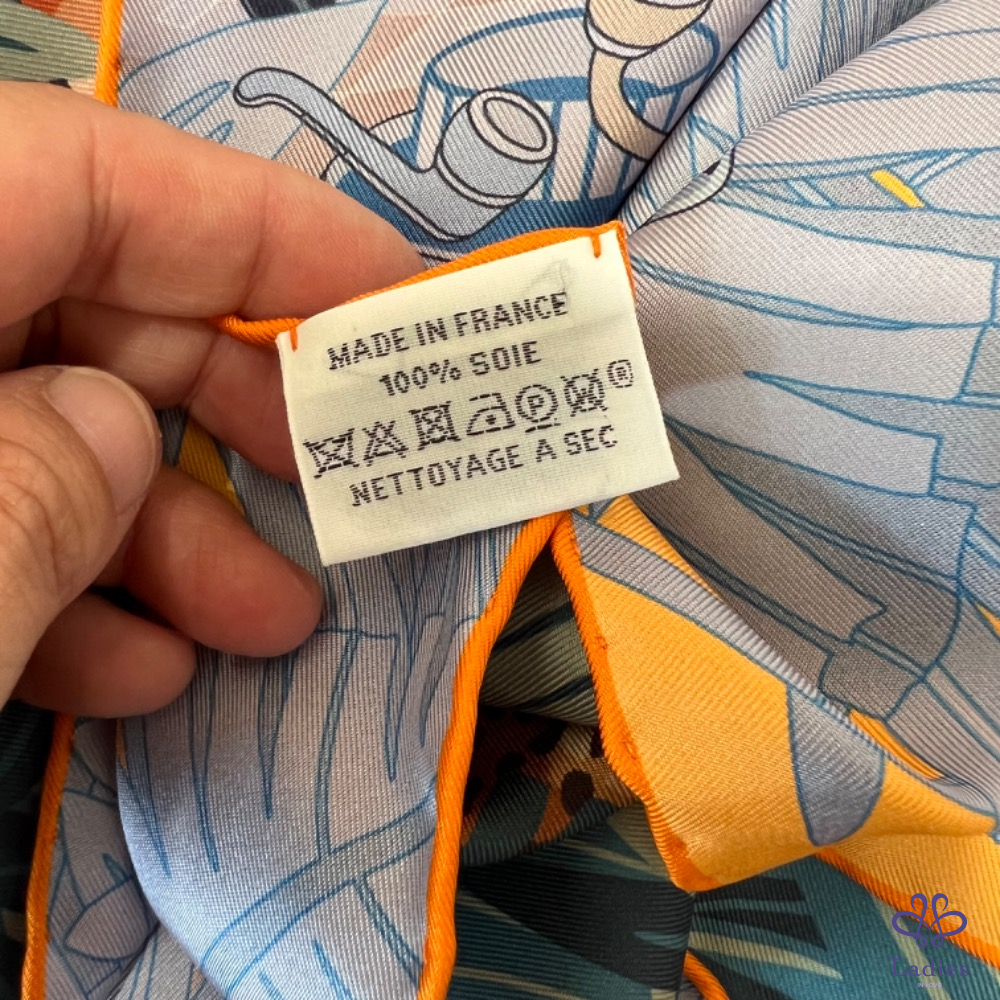 MADE IN FRANCE
100% SOIE
P W ®
NETTOYAGE A SEC
Ladies